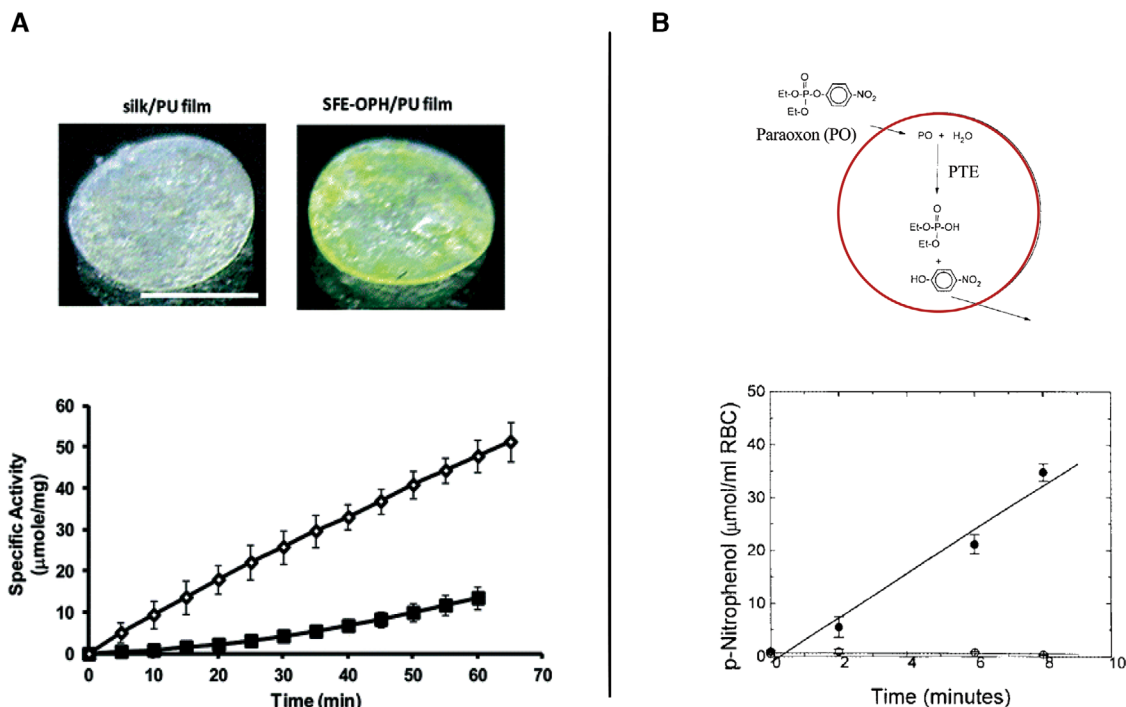 A
silk/PU film
SFE-OPH/PU film
Specific Activity
(μmole/mg)
60
50
40
30
20
10
0
0 10 20 30 40 50 60 70
Time (min)
B
O
Et-O-P-O- -NO2
Et-O
Paraoxon (PO)
PO + H2O
PTE
O
Et-O-P-OH
Et-O
+
HO- -NO2
p-Nitrophenol (μmol/ml RBC)
50
40
30
20
10
0
0 2 4 6 8 10
Time (minutes)